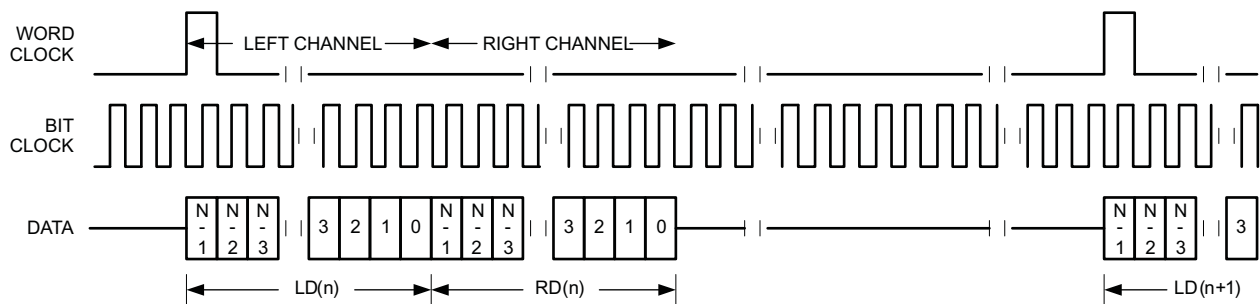 WORD
CLOCK
LEFT CHANNEL
RIGHT CHANNEL
BIT
CLOCK
DATA
N
-
1
N
-
2
N
-
3
3
2
1
0
N
-
1
N
-
2
N
-
3
3
2
1
0
N
-
1
N
-
2
N
-
3
3
LD(n)
RD(n)
LD(n+1)